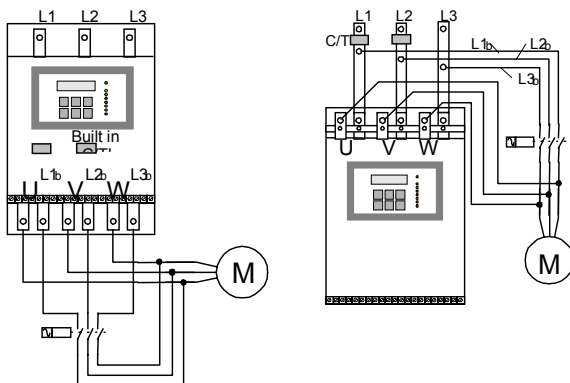 L1 L2 L3
Built in
U L1b V L2b W L3b
M
L1 L2 L3
C/T
L1b L2b
L3b
U V W
M